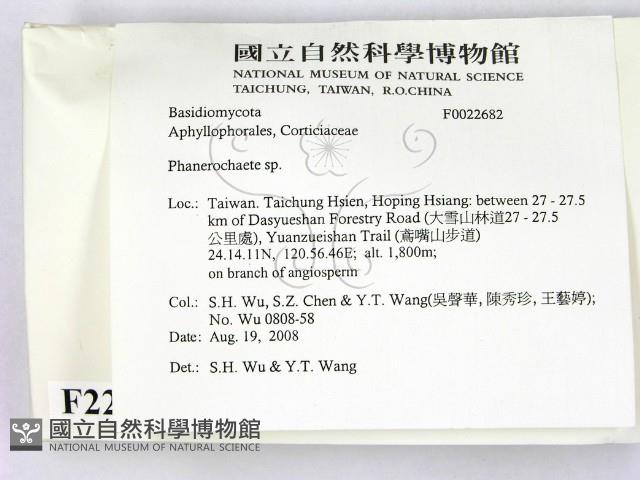 國立自然科學博物館
NATIONAL MUSEUM OF NATURAL SCIENCE
TAICHUNG, TAIWAN, R.O.CHINA
Basidiomycota F0022682
Aphyllophorales, Corticiaceae
Phanerochaete sp.
Loc.: Taiwan. Taichung Hsien, Hoping Hsiang: between 27 - 27.5
km of Dasyueshan Forestry Road (大雪山林道27 - 27.5
公里處), Yuanzueishan Trail (鳶嘴山步道)
24.14.11N, 120.56.46E; alt. 1,800m;
on branch of angiosperm
Col.: S.H. Wu, S.Z. Chen & Y.T. Wang(吳聲華, 陳秀珍, 王藝婷);
No. Wu 0808-58
Date: Aug. 19, 2008
Det.: S.H. Wu & Y.T. Wang
F22
國立自然科學博物館
NATIONAL MUSEUM OF NATURAL SCIENCE